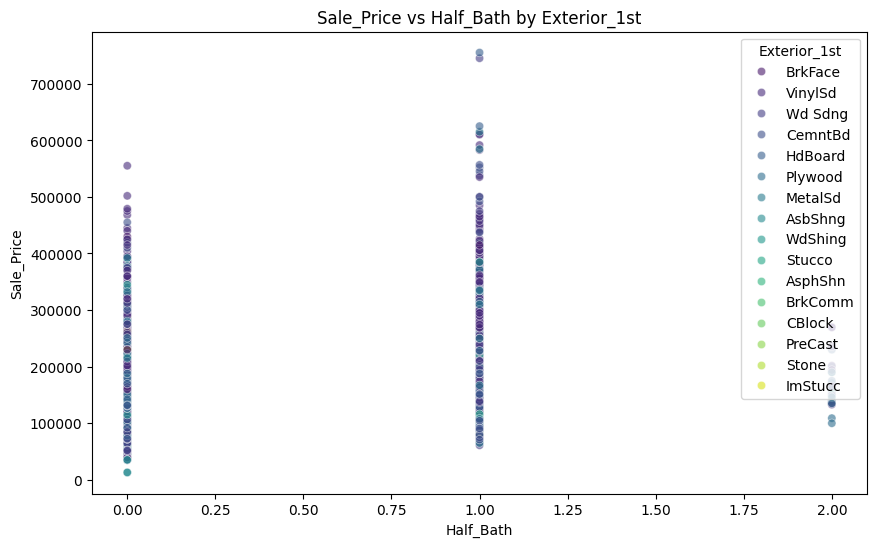 Sale_Price vs Half_Bath by Exterior_1st
Sale_Price
700000
600000
500000
400000
300000
200000
100000
0
Exterior_1st
BrkFace
VinylSd
Wd Sdng
CemntBd
HdBoard
Plywood
MetalSd
AsbShng
WdShing
Stucco
AsphShn
BrkComm
CBlock
PreCast
Stone
ImStucc
0.00 0.25 0.50 0.75 1.00 1.25 1.50 1.75 2.00
Half_Bath